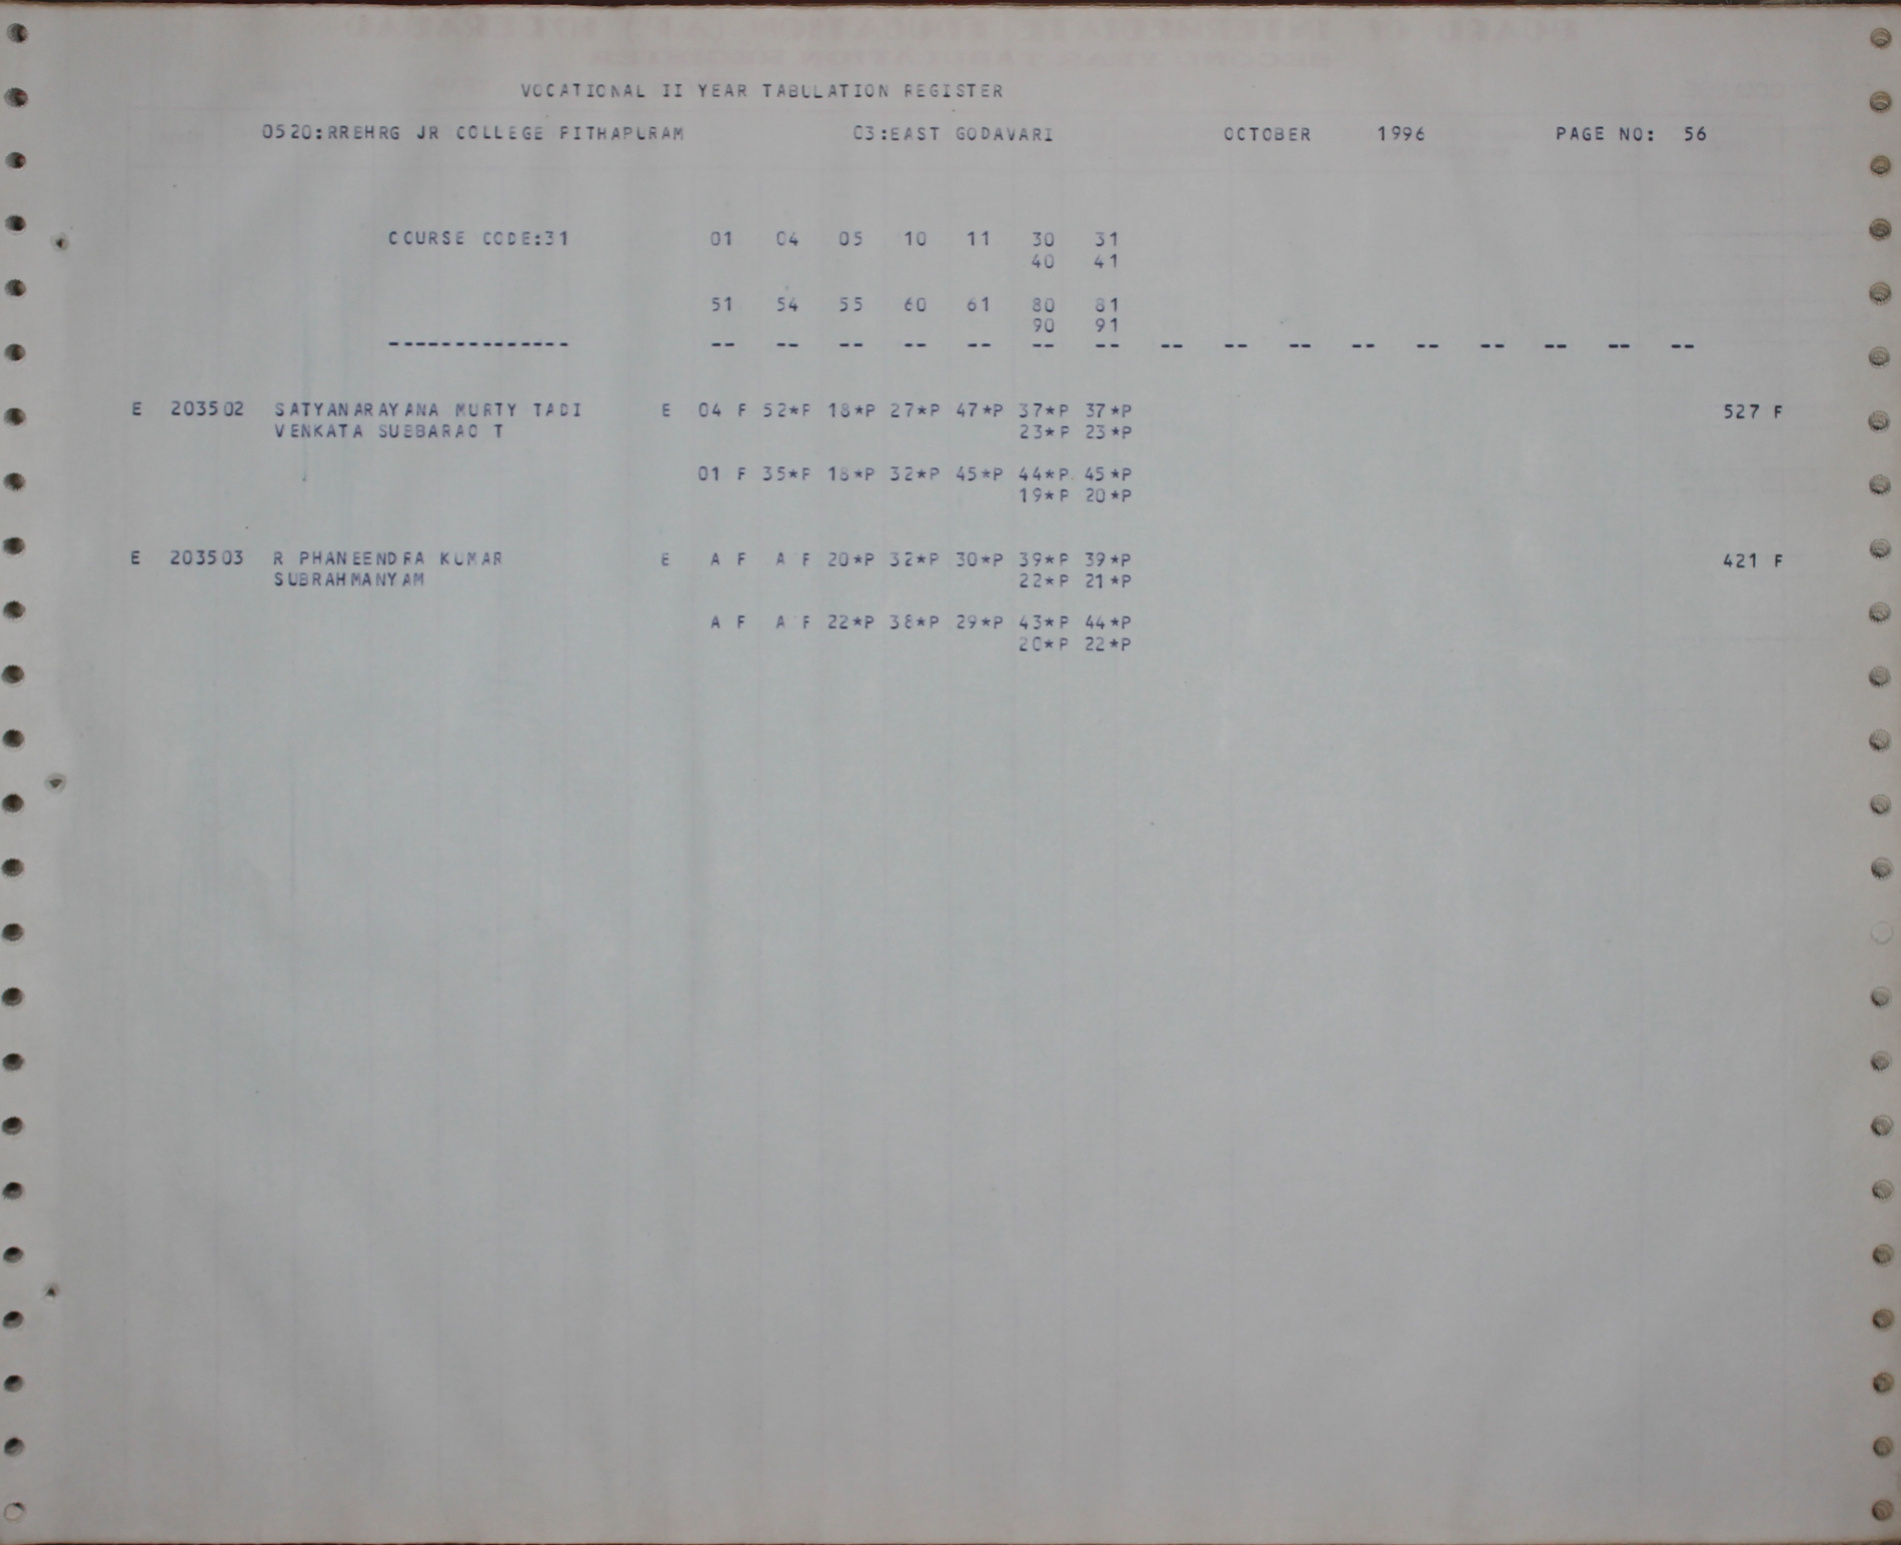 VOCATIONAL II YEAR TABULATION REGISTER
0520:RREHRG JR COLLEGE PITHAPURAM 03:EAST GODAVARI OCTOBER 1996 PAGE NO: 56
COURSE CODE:31 01 04 05 10 11 30 31
40 41
51 54 55 60 61 80 81
90 91
-------------- -- -- -- -- -- -- -- -- -- -- -- -- -- -- -- --
E 203502 SATYANARAYANA MURTY TADI E 04 F 52*P 18*P 27*P 47*P 37*P 37*P 527 F
VENKATA SUBBARAO T 23*P 23*P
01 F 35*P 18*P 32*P 45*P 44*P 45*P
19*P 20*P
E 203503 R PHANEENDRA KUMAR E A F A F 20*P 32*P 30*P 39*P 39*P 421 F
SUBRAHMANYAM 22*P 21*P
A F A F 22*P 38*P 29*P 43*P 44*P
20*P 22*P